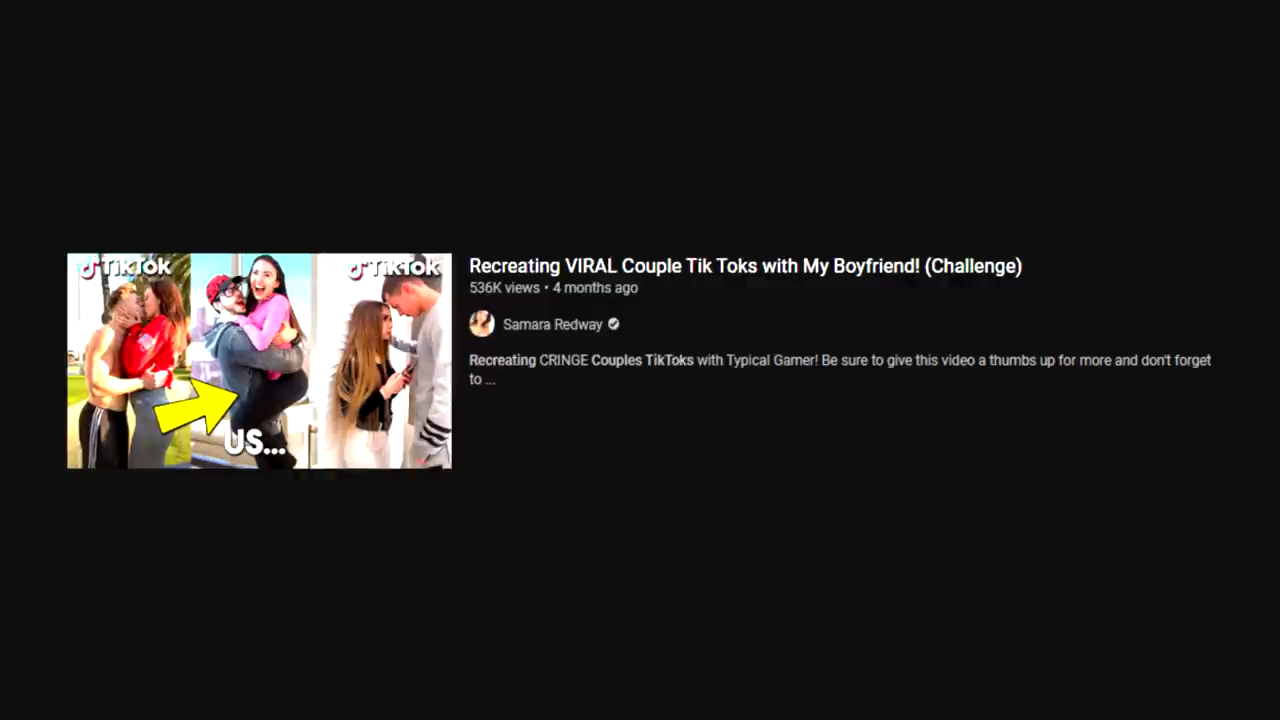 TikTok
TikTok
US...
Recreating VIRAL Couple Tik Toks with My Boyfriend! (Challenge)
536K views • 4 months ago
Samara Redway
Recreating CRINGE Couples TikToks with Typical Gamer! Be sure to give this video a thumbs up for more and don't forget
to ...